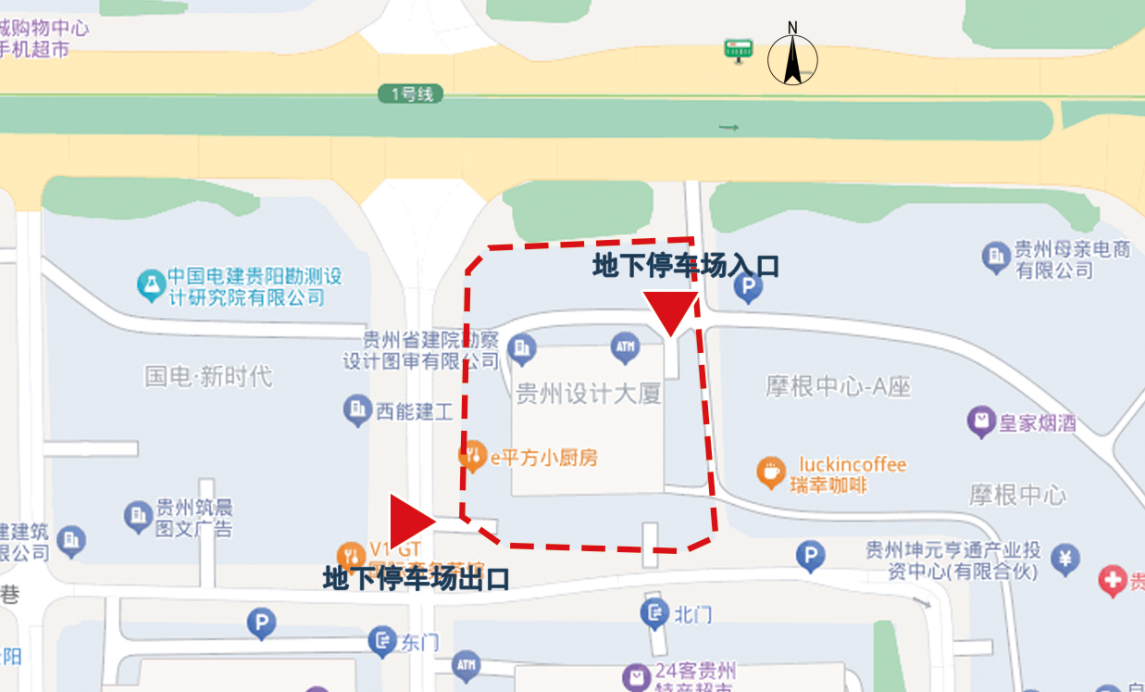 城购物中心
手机超市
N
1号线
中国电建贵阳勘测设
计研究院有限公司
地下停车场入口
P
贵州母亲电商
有限公司
贵州省建院勘察
设计图审有限公司
ATM
国电·新时代
贵州设计大厦
摩根中心-A座
西能建工
皇家烟酒
e平方小厨房
luckincoffee
瑞幸咖啡
摩根中心
贵州筑晨
图文广告
建建筑
限公司
V1 GT
地下停车场出口
P
贵州坤元亨通产业投
资中心(有限合伙)
¥
贵
巷
P
东门
北门
阳
ATM
24客贵州
特产超市